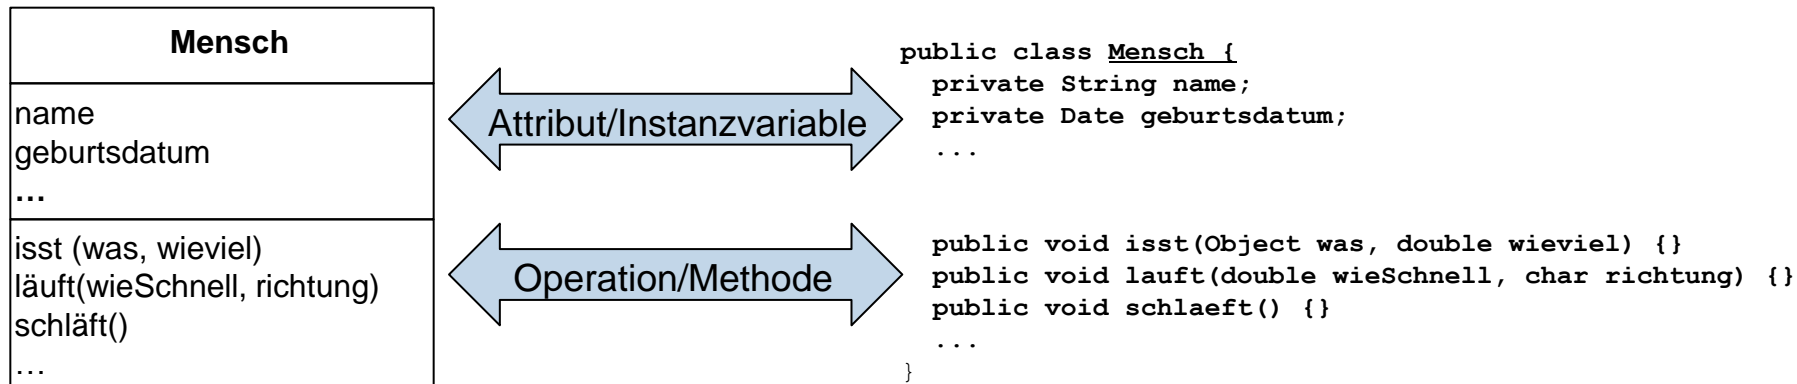 Mensch
name
geburtsdatum
...
isst (was, wieviel)
läuft(wieSchnell, richtung)
schläft()
...
Attribut/Instanzvariable
Operation/Methode
public class Mensch {
private String name;
private Date geburtsdatum;
...
public void isst(Object was, double wieviel) {}
public void lauft(double wieSchnell, char richtung) {}
public void schlaeft() {}
...
}